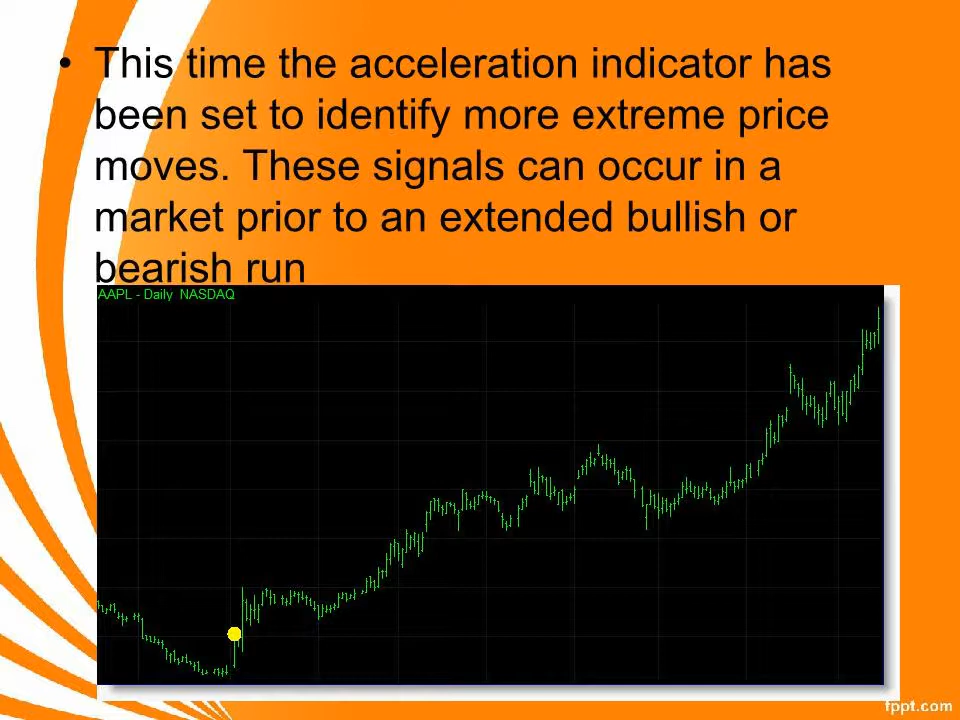 • This time the acceleration indicator has
been set to identify more extreme price
moves. These signals can occur in a
market prior to an extended bullish or
bearish run
AAPL - Daily NASDAQ
fppt.com